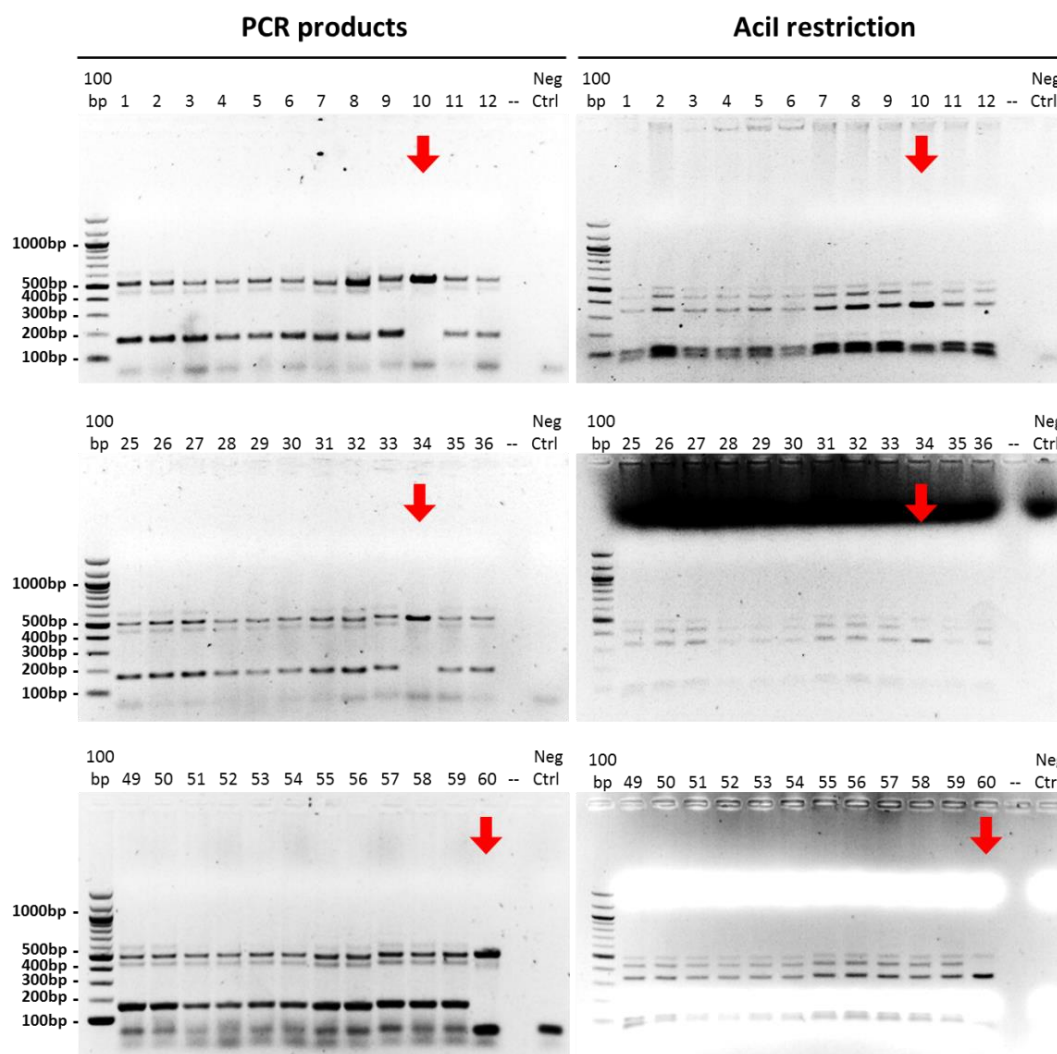 PCR products
AciI restriction
100 Neg
bp 1 2 3 4 5 6 7 8 9 10 11 12 -- Ctrl
100 Neg
bp 1 2 3 4 5 6 7 8 9 10 11 12 -- Ctrl
1000bp -
500bp -
400bp -
300bp -
200bp -
100bp -
100 Neg
bp 25 26 27 28 29 30 31 32 33 34 35 36 -- Ctrl
100 Neg
bp 25 26 27 28 29 30 31 32 33 34 35 36 -- Ctrl
1000bp -
500bp -
400bp -
300bp -
200bp -
100bp -
100 Neg
bp 49 50 51 52 53 54 55 56 57 58 59 60 -- Ctrl
100 Neg
bp 49 50 51 52 53 54 55 56 57 58 59 60 -- Ctrl
1000bp -
500bp -
400bp -
300bp -
200bp -
100bp -